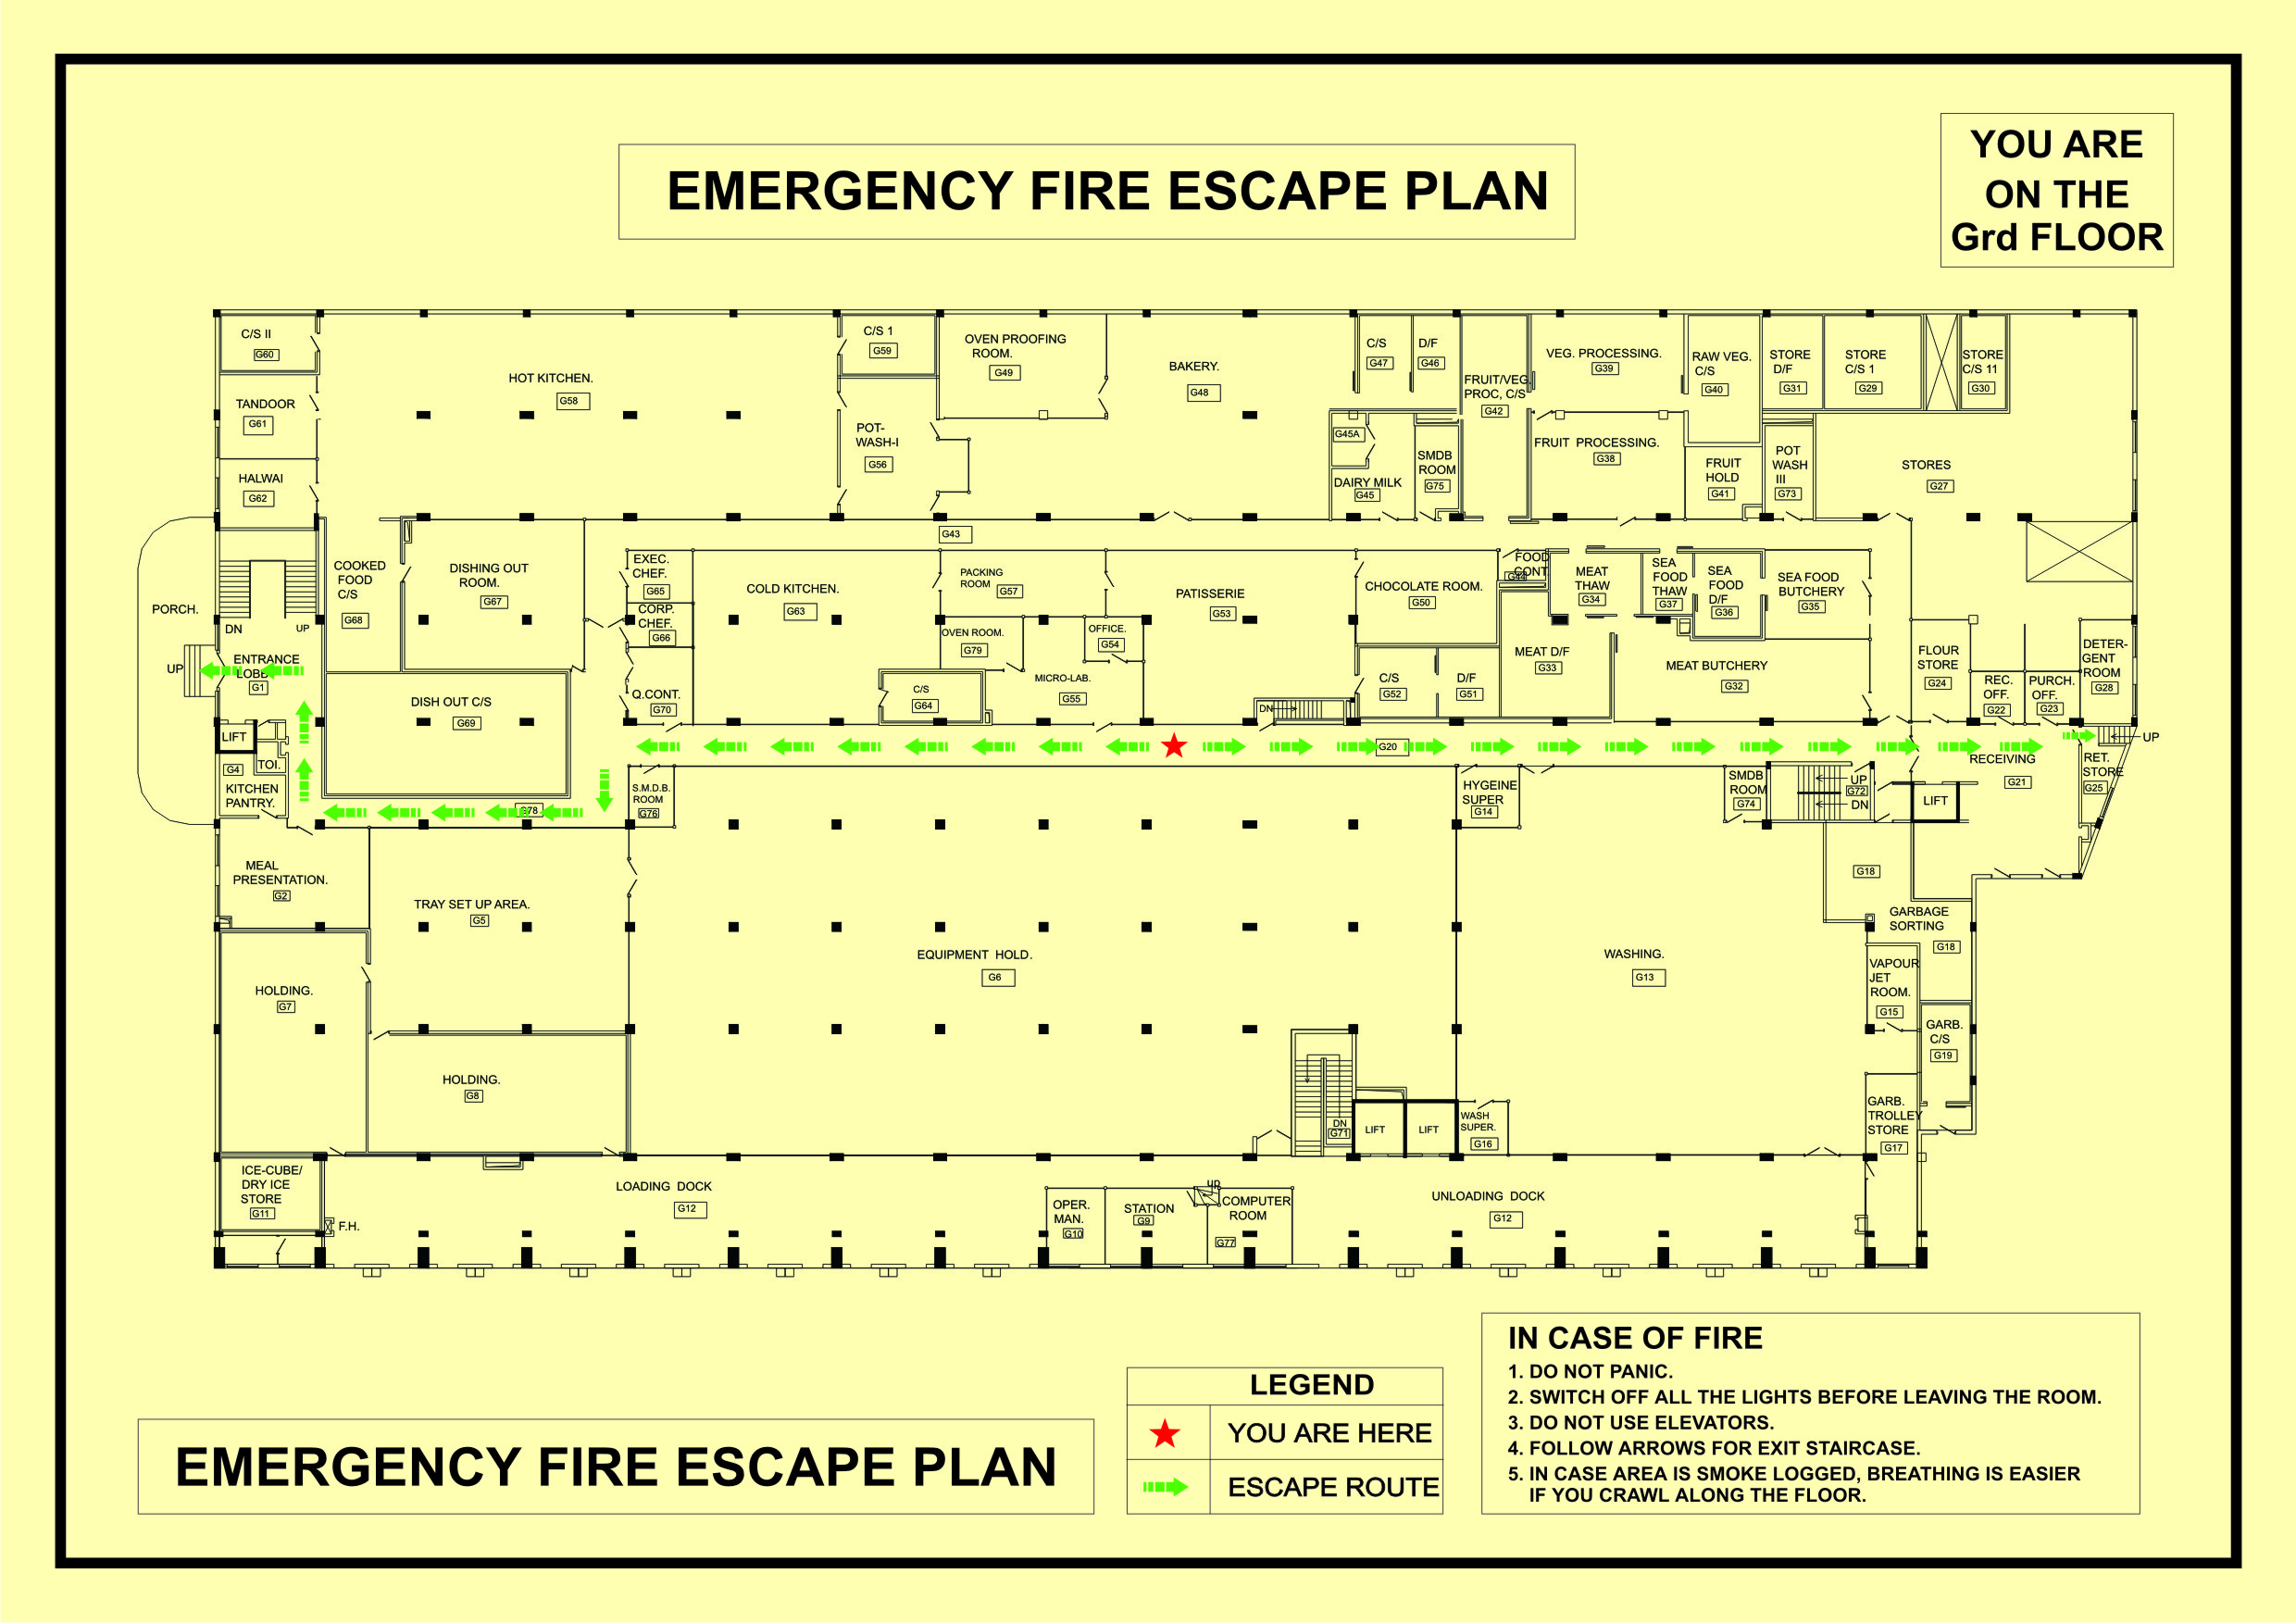 EMERGENCY FIRE ESCAPE PLAN
YOU ARE
ON THE
Grd FLOOR
C/S II
G60
TANDOOR
G61
HALWAI
G62
HOT KITCHEN.
G58
C/S 1
G59
POT-
WASH-I
G56
OVEN PROOFING
ROOM.
G49
BAKERY.
G48
C/S
G47
D/F
G46
G45A
DAIRY MILK
G45
SMDB
ROOM
G75
FRUIT/VEG.
PROC, C/S
G42
VEG. PROCESSING.
G39
FRUIT PROCESSING.
G38
RAW VEG.
C/S
G40
FRUIT
HOLD
G41
STORE
D/F
G31
STORE
C/S 1
G29
STORE
C/S 11
G30
POT
WASH
III
G73
STORES
G27
G43
PORCH.
UP
DN
UP
ENTRANCE
LOBB
G1
COOKED
FOOD
C/S
G68
DISHING OUT
ROOM.
G67
DISH OUT C/S
G69
EXEC.
CHEF.
G65
CORP.
CHEF.
G66
Q.CONT.
G70
COLD KITCHEN.
G63
C/S
G64
PACKING
ROOM
G57
OVEN ROOM.
G79
OFFICE.
G54
MICRO-LAB.
G55
PATISSERIE
G53
DN
CHOCOLATE ROOM.
G50
C/S
G52
D/F
G51
FOOD
CONT.
G44
MEAT
THAW
G34
MEAT D/F
G33
SEA
FOOD
THAW
G37
SEA
FOOD
D/F
G36
SEA FOOD
BUTCHERY
G35
MEAT BUTCHERY
G32
FLOUR
STORE
G24
REC.
OFF.
G22
PURCH.
OFF.
G23
DETER-
GENT
ROOM
G28
LIFT
G4
TOI.
KITCHEN
PANTRY.
G78
S.M.D.B.
ROOM
G76
G20
HYGEINE
SUPER
G14
SMDB
ROOM
G74
UP
G72
DN
LIFT
RECEIVING
G21
RET.
STORE
G25
UP
MEAL
PRESENTATION.
G2
TRAY SET UP AREA.
G5
EQUIPMENT HOLD.
G6
WASHING.
G13
G18
GARBAGE
SORTING
G18
VAPOUR
JET
ROOM.
G15
GARB.
C/S
G19
GARB.
TROLLEY
STORE
G17
HOLDING.
G7
HOLDING.
G8
DN
G71
LIFT
LIFT
WASH
SUPER.
G16
ICE-CUBE/
DRY ICE
STORE
G11
F.H.
LOADING DOCK
G12
OPER.
MAN.
G10
STATION
G9
up
COMPUTER
ROOM
G77
UNLOADING DOCK
G12
EMERGENCY FIRE ESCAPE PLAN
LEGEND
YOU ARE HERE
ESCAPE ROUTE
IN CASE OF FIRE
1. DO NOT PANIC.
2. SWITCH OFF ALL THE LIGHTS BEFORE LEAVING THE ROOM.
3. DO NOT USE ELEVATORS.
4. FOLLOW ARROWS FOR EXIT STAIRCASE.
5. IN CASE AREA IS SMOKE LOGGED, BREATHING IS EASIER
IF YOU CRAWL ALONG THE FLOOR.